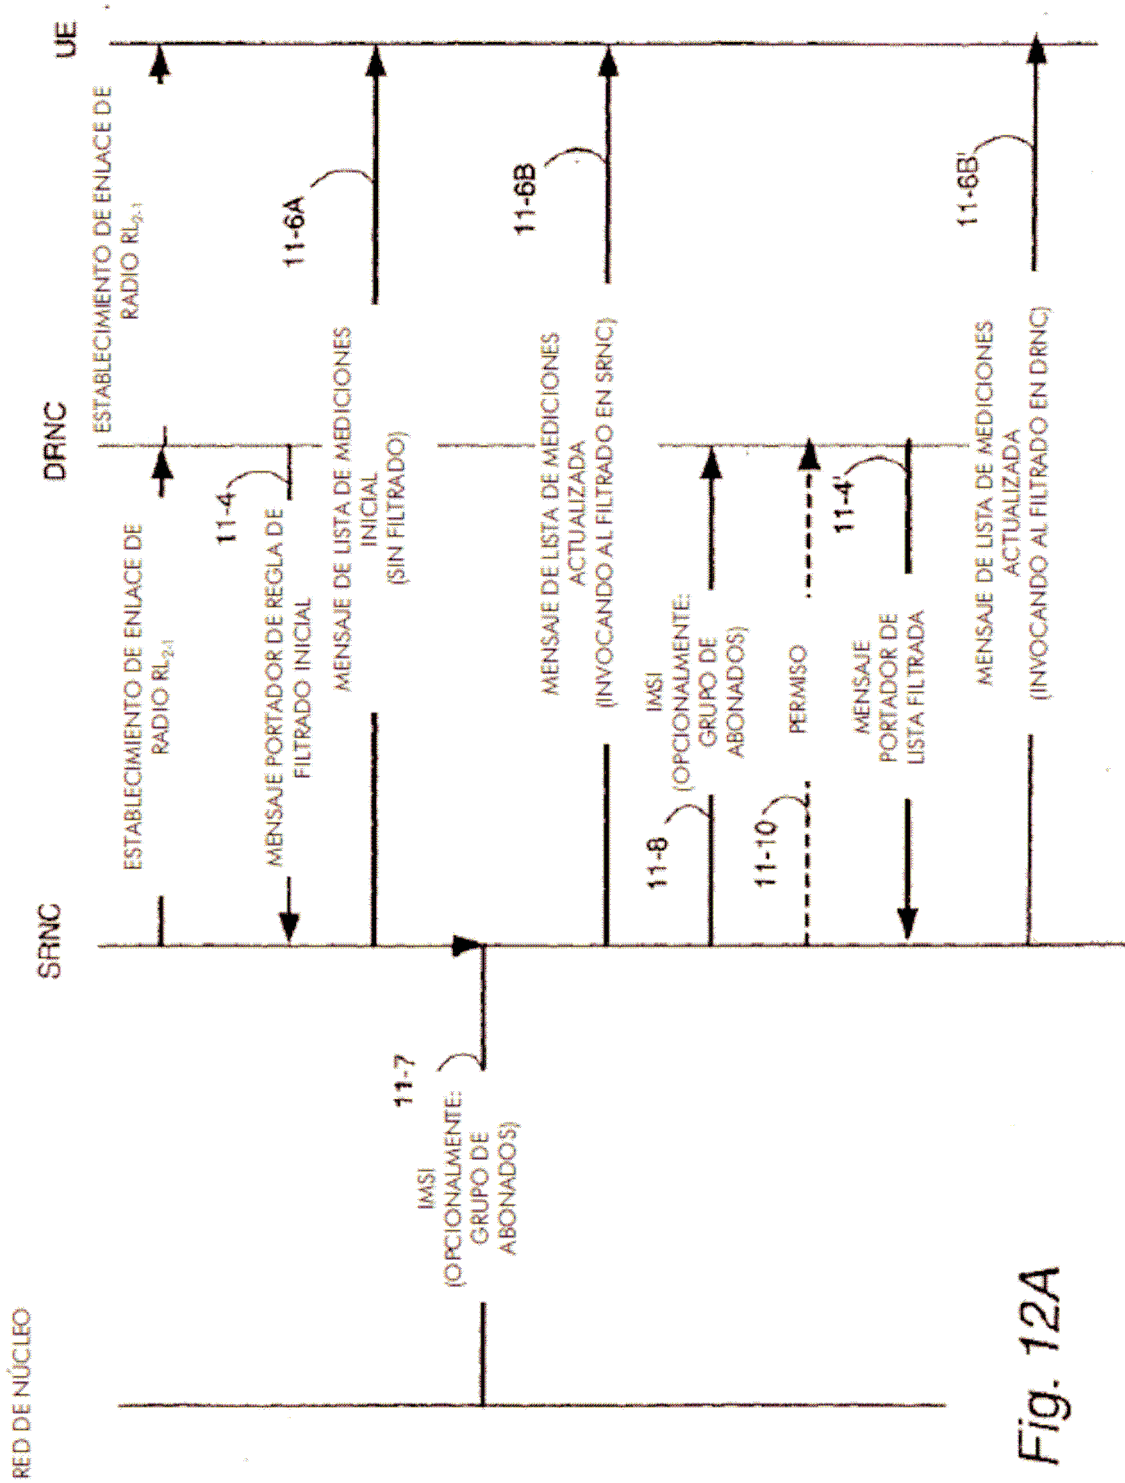 RED DE NÚCLEO
SRNC
DRNC
UE
ESTABLECIMIENTO DE ENLACE DE
RADIO RL2-1
ESTABLECIMIENTO DE ENLACE DE
RADIO RL2-1
11-4
MENSAJE PORTADOR DE REGLA DE
FILTRADO INICIAL
11-6A
MENSAJE DE LISTA DE MEDICIONES
INICIAL
(SIN FILTRADO)
11-7
IMSI
(OPCIONALMENTE:
GRUPO DE
ABONADOS)
11-6B
MENSAJE DE LISTA DE MEDICIONES
ACTUALIZADA
(INVOCANDO AL FILTRADO EN SRNC)
11-8
IMSI
(OPCIONALMENTE:
GRUPO DE
ABONADOS)
11-10
PERMISO
11-4'
MENSAJE
PORTADOR DE
LISTA FILTRADA
11-6B'
MENSAJE DE LISTA DE MEDICIONES
ACTUALIZADA
(INVOCANDO AL FILTRADO EN DRNC)
Fig. 12A